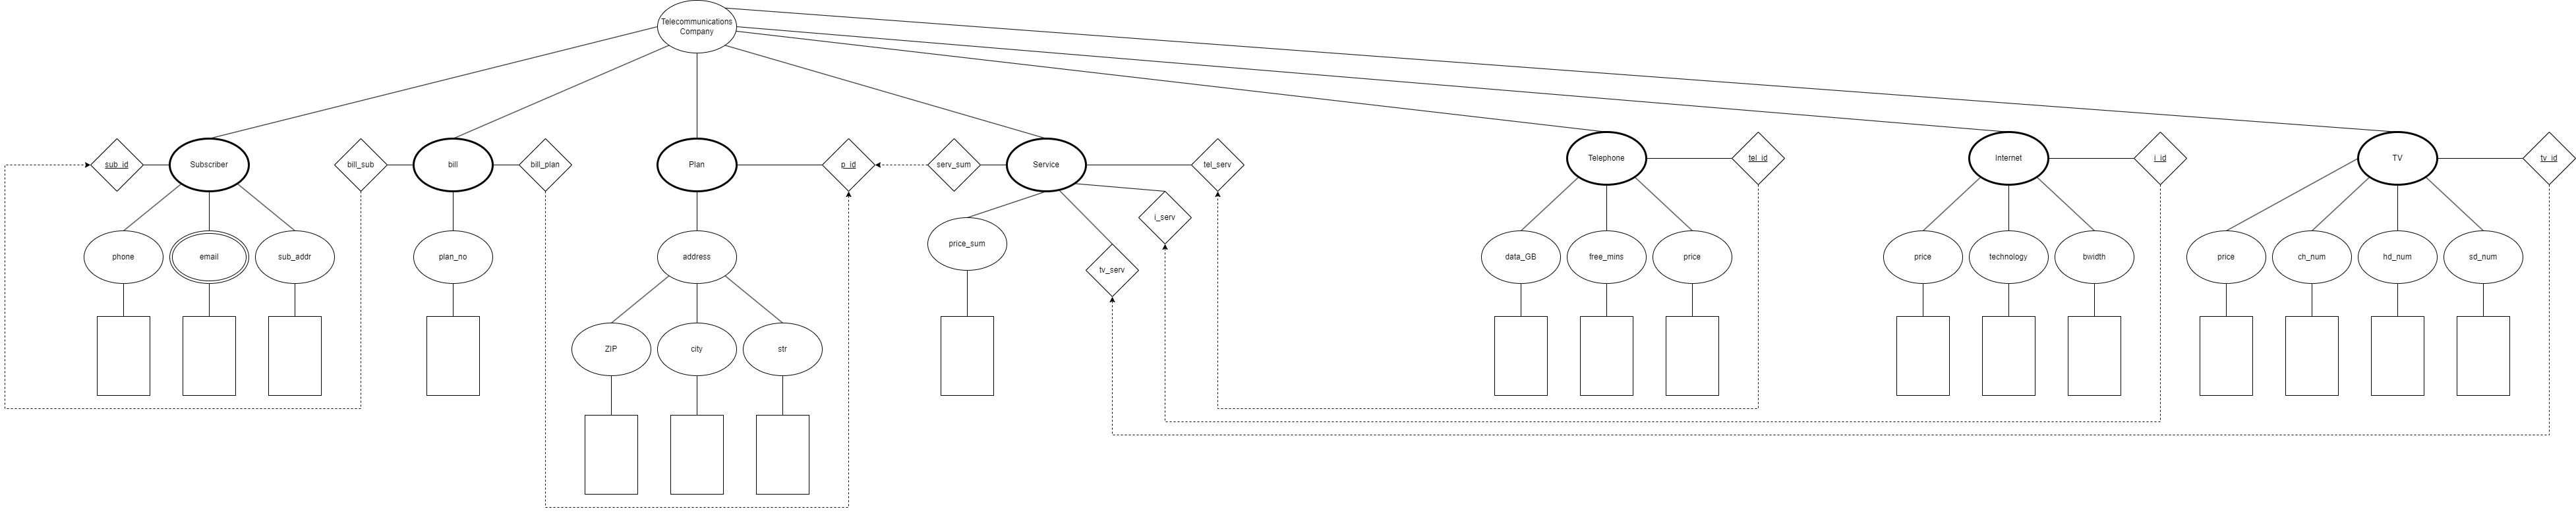 Telecommunications
Company
sub_id
Subscriber
bill_sub
bill
bill_plan
Plan
p_id
serv_sum
Service
tel_serv
Telephone
tel_id
Internet
i_id
TV
tv_id
i_serv
price_sum
tv_serv
phone
email
sub_addr
plan_no
address
data_GB
free_mins
price
price
technology
bwidth
price
ch_num
hd_num
sd_num
ZIP
city
str